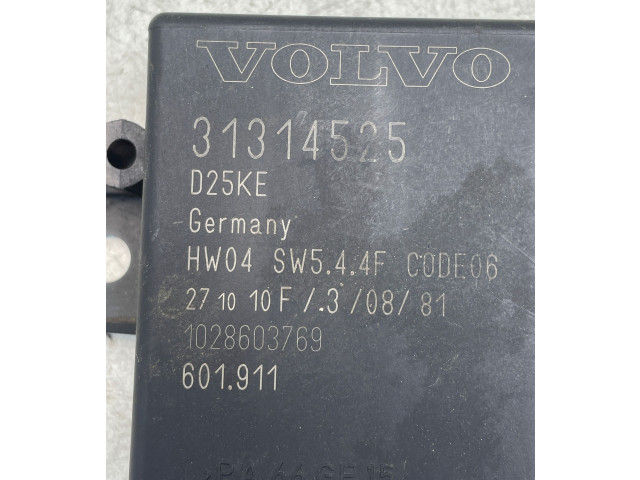 VOLVO
31314525
D25KE
Germany
HW04 SW5.4.4F CODE06
27 10 10 F /.3 /08/ 81
1028603769
601.911